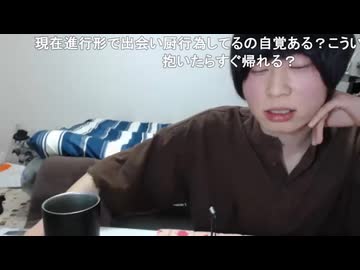 現在進行形で出会い厨行為してるの自覚ある？こうい
抱いたらすぐ帰れる？